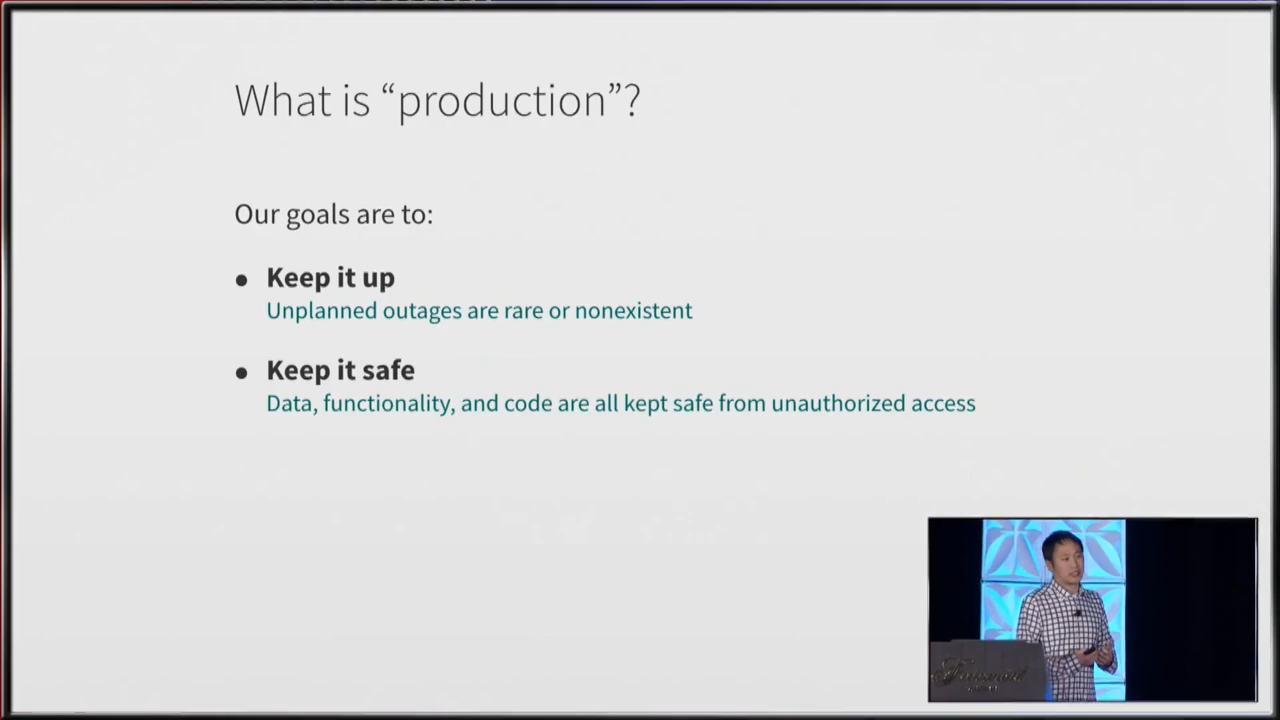 What is “production”?
Our goals are to:
● Keep it up
Unplanned outages are rare or nonexistent
● Keep it safe
Data, functionality, and code are all kept safe from unauthorized access
Fairmont